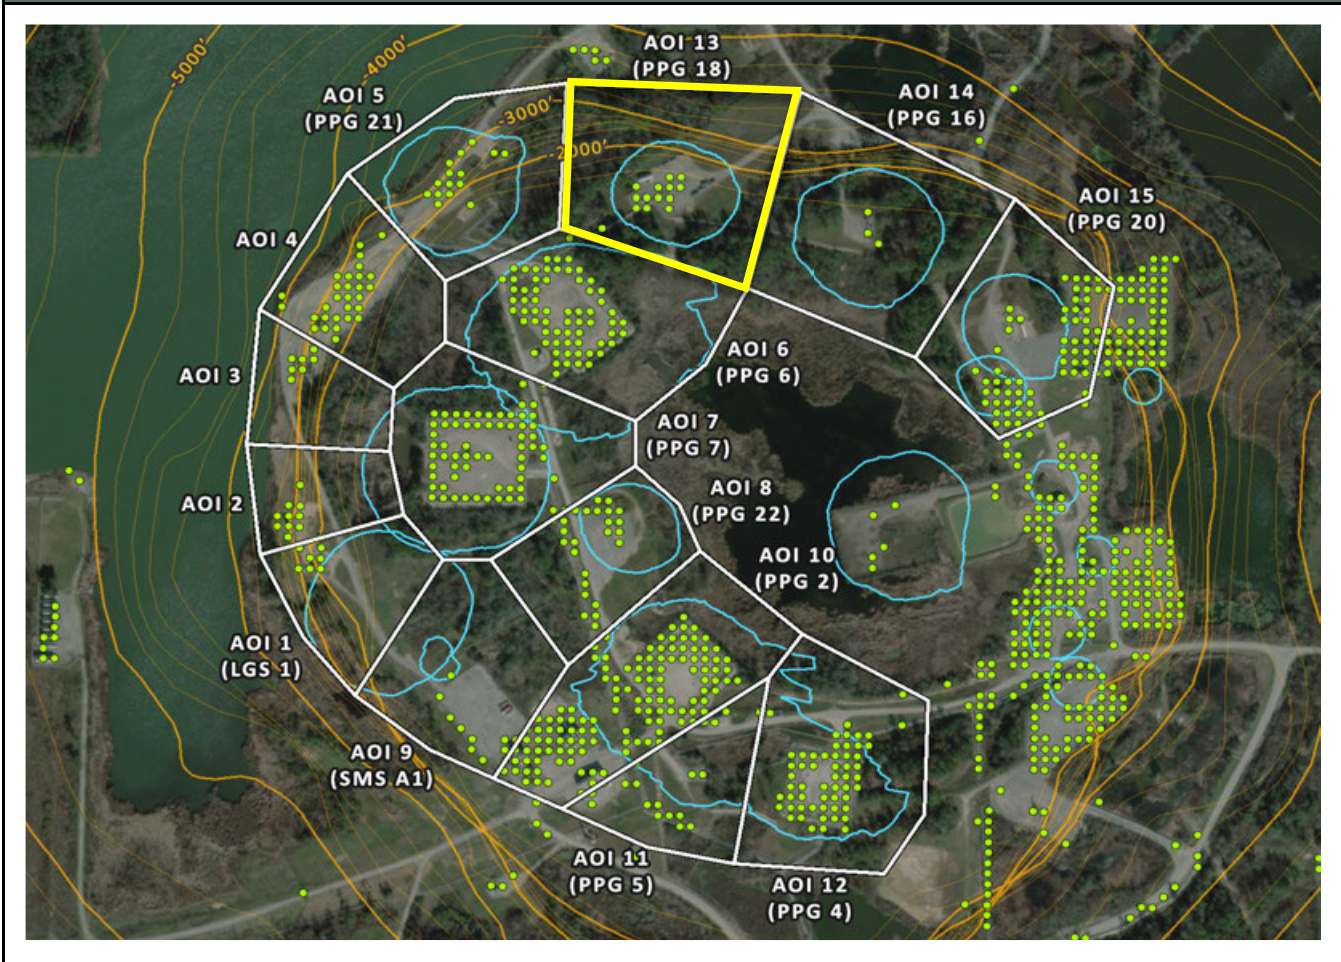 -5000'
-4000'
AOI 13
(PPG 18)
AOI 5
(PPG 21)
AOI 14
(PPG 16)
-3000'
-2000'
AOI 15
(PPG 20)
AOI 4
AOI 3
AOI 6
(PPG 6)
AOI 7
(PPG 7)
AOI 2
AOI 8
(PPG 22)
AOI 10
(PPG 2)
AOI 1
(LGS 1)
AOI 9
(SMS A1)
AOI 11
(PPG 5)
AOI 12
(PPG 4)